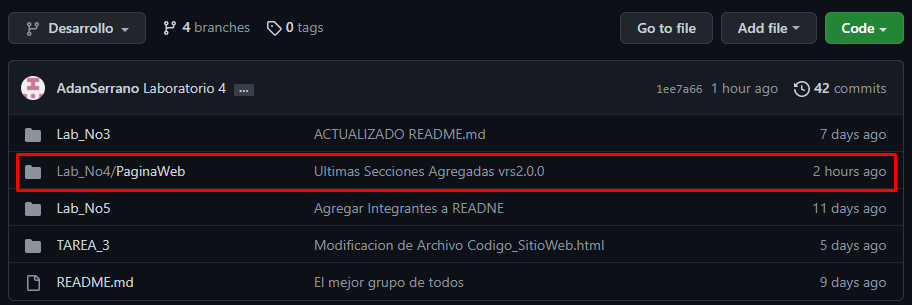 Desarrollo 4 branches 0 tags Go to file Add file Code
AdanSerrano Laboratorio 4 ... 1ee7a66 1 hour ago 42 commits
Lab_No3 ACTUALIZADO README.md 7 days ago
Lab_No4/PaginaWeb Ultimas Secciones Agregadas vrs2.0.0 2 hours ago
Lab_No5 Agregar Integrantes a READNE 11 days ago
TAREA_3 Modificacion de Archivo Codigo_SitioWeb.html 5 days ago
README.md El mejor grupo de todos 9 days ago